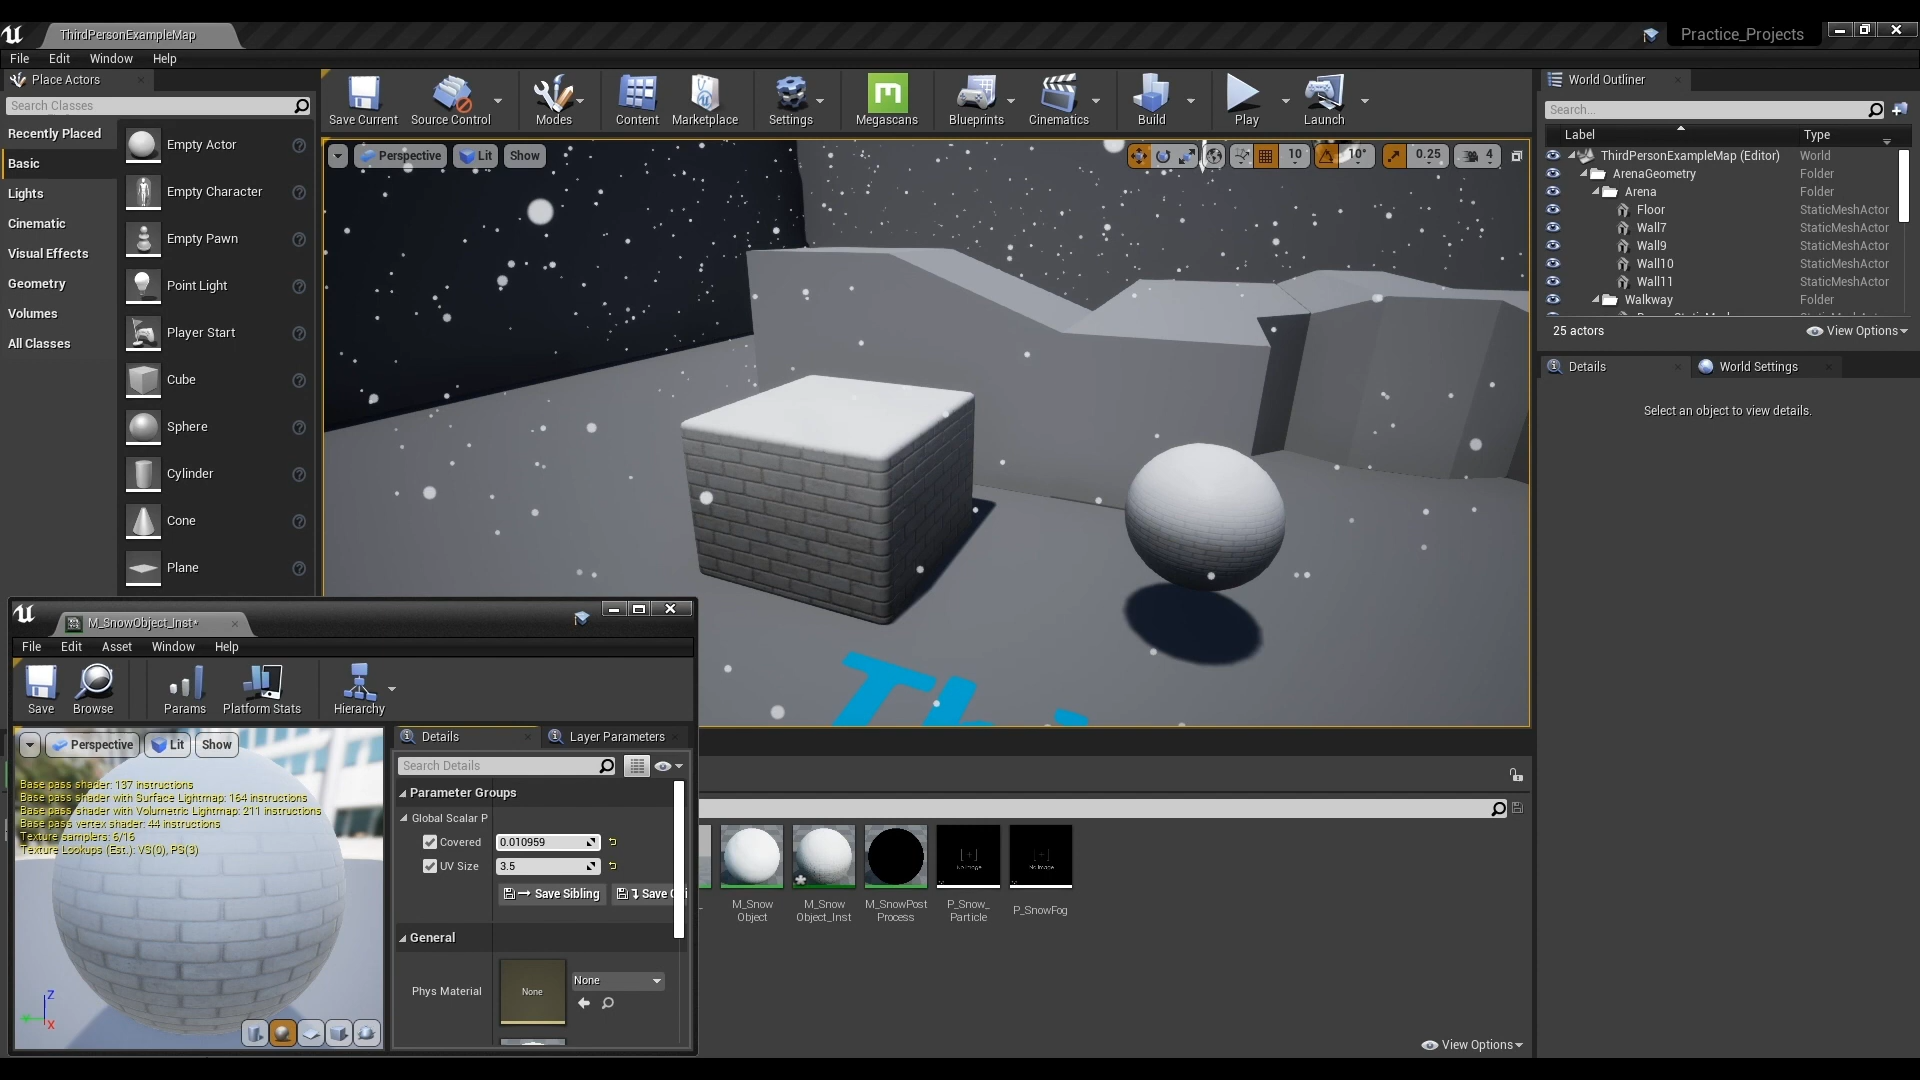 ThirdPersonExampleMap
Practice_Projects
File Edit Window Help
Place Actors
Search Classes
Recently Placed
Basic
Lights
Cinematic
Visual Effects
Geometry
Volumes
All Classes
Empty Actor
Empty Character
Empty Pawn
Point Light
Player Start
Cube
Sphere
Cylinder
Cone
Plane
Save Current
Source Control
Modes
Content
Marketplace
Settings
Megascans
Blueprints
Cinematics
Build
Play
Launch
Perspective Lit Show
10 10° 0.25 4
World Outliner
Search...
Label Type
ThirdPersonExampleMap (Editor) World
ArenaGeometry Folder
Arena Folder
Floor StaticMeshActor
Wall7 StaticMeshActor
Wall9 StaticMeshActor
Wall10 StaticMeshActor
Wall11 StaticMeshActor
Walkway Folder
25 actors
View Options
Details
World Settings
Select an object to view details.
M_SnowObject_Inst*
File Edit Asset Window Help
Save
Browse
Params
Platform Stats
Hierarchy
Perspective Lit Show
Base pass shader: 137 instructions
Base pass shader with Surface Lightmap: 164 instructions
Base pass shader with Volumetric Lightmap: 211 instructions
Base pass vertex shader: 44 instructions
Texture samplers: 6/16
Texture Lookups (Est.): VS(0), PS(3)
Z
X
Details
Layer Parameters
Search Details
Parameter Groups
Global Scalar P
Covered 0.010959
UV Size 3.5
Save Sibling
Save
General
Phys Material
None
None
M_Snow
Object
M_Snow
Object_Inst
M_SnowPost
Process
P_Snow_
Particle
P_SnowFog
No Image
No Image
View Options